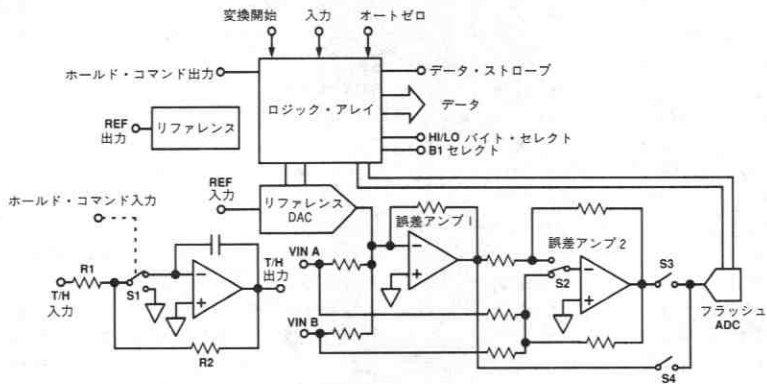 変換開始
入力
オートゼロ
ホールド・コマンド出力
ロジック・アレイ
データ・ストローブ
データ
HI/LO バイト・セレクト
B1 セレクト
REF
出力
リファレンス
ホールド・コマンド入力
REF
入力
リファレンス
DAC
誤差アンプ1
誤差アンプ2
VIN A
VIN B
R1
T/H
入力
S1
−
+
T/H
出力
R2
−
+
S2
−
+
S3
S4
フラッシュ
ADC